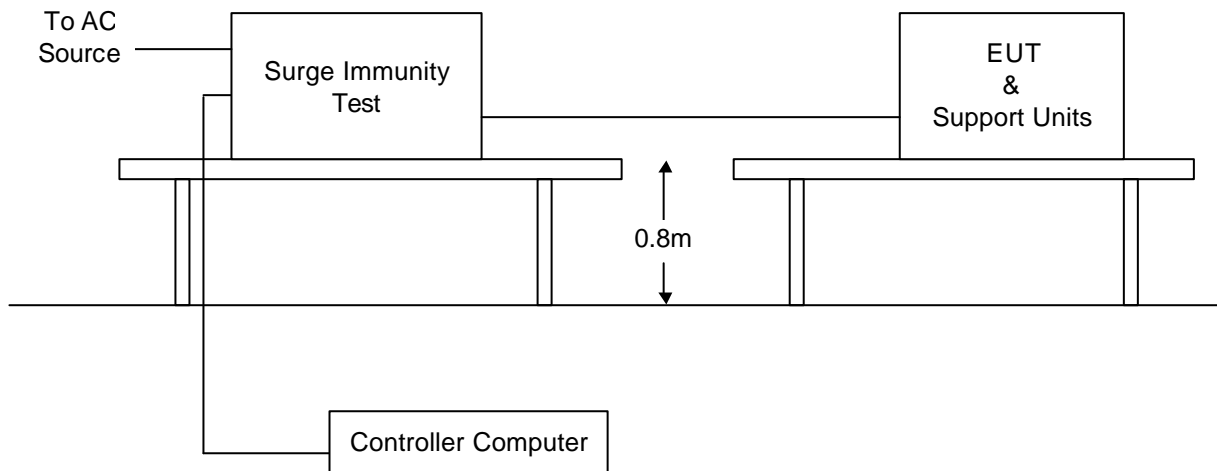 To AC
Source
Surge Immunity
Test
EUT
&
Support Units
0.8m
Controller Computer